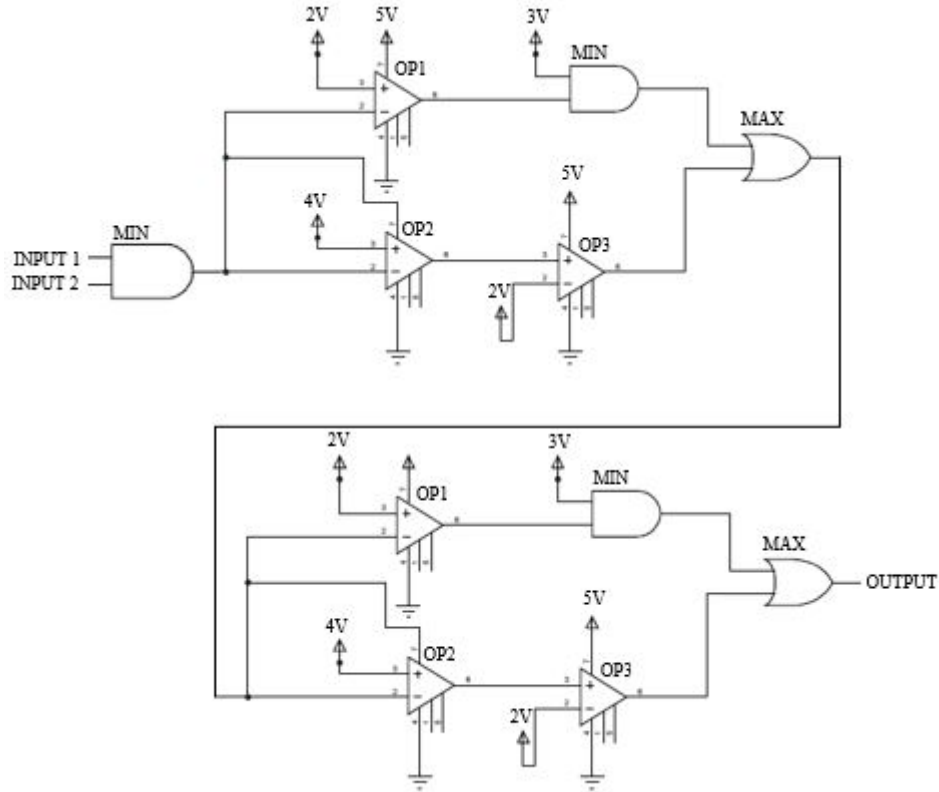 2V 5V 3V
MIN
OP1
MAX
4V 5V
MIN
OP2
OP3
INPUT 1
INPUT 2
2V
2V 3V
MIN
OP1
MAX
OUTPUT
5V
4V
OP2
OP3
2V